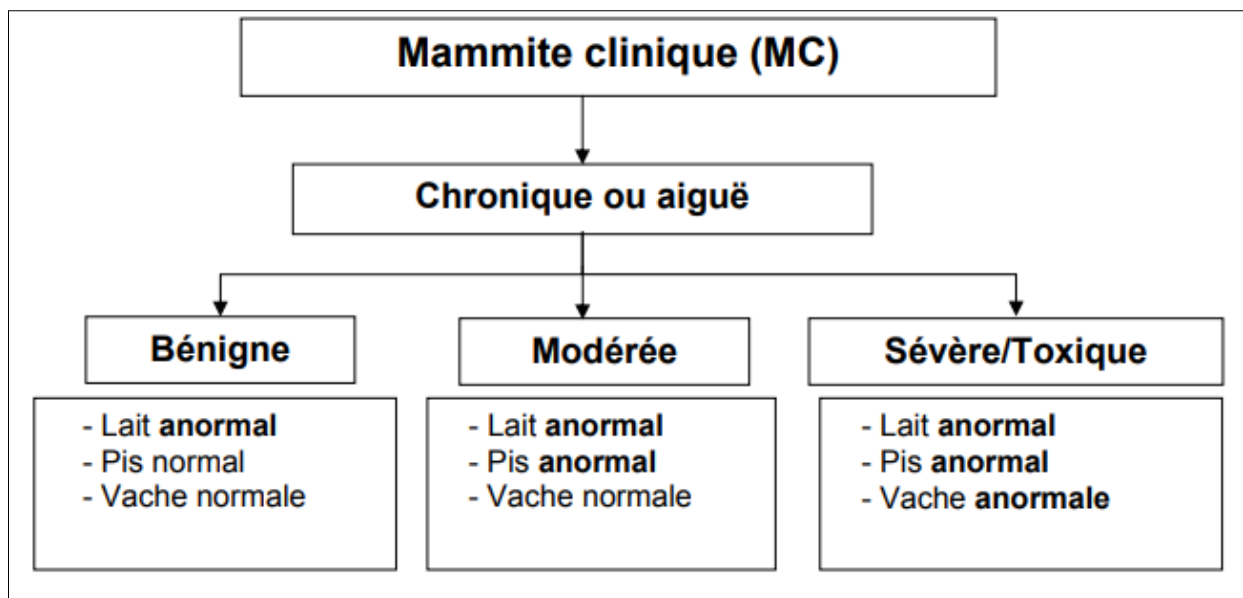 Mammite clinique (MC)
Chronique ou aiguë
Bénigne
- Lait anormal
- Pis normal
- Vache normale
Modérée
- Lait anormal
- Pis anormal
- Vache normale
Sévère/Toxique
- Lait anormal
- Pis anormal
- Vache anormale